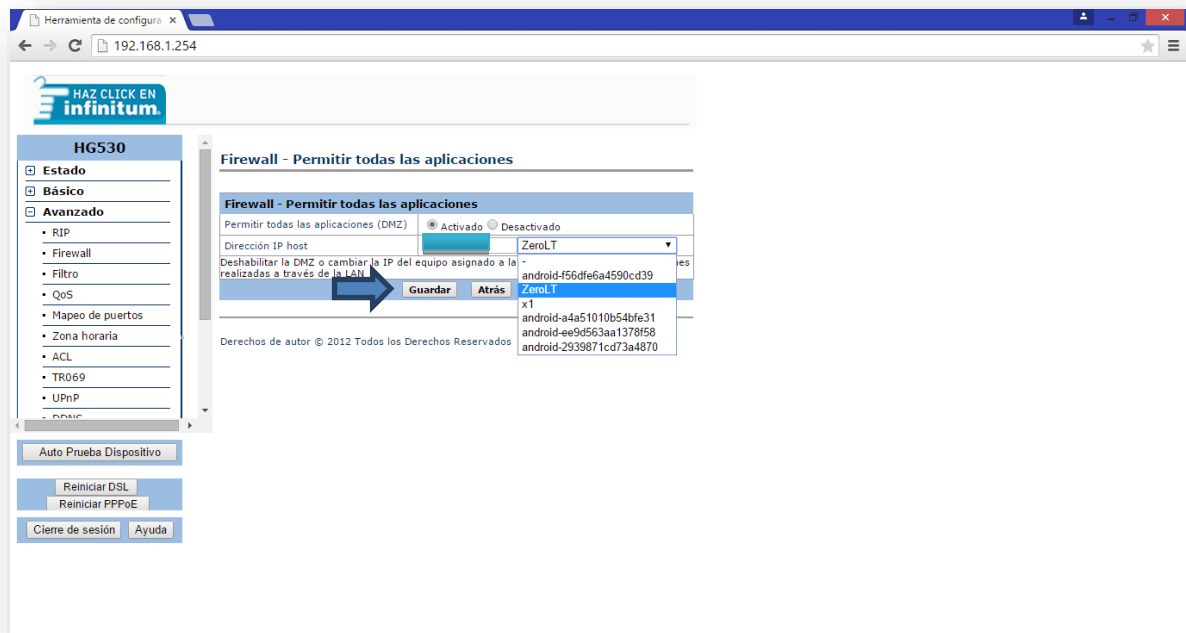 Herramienta de configura
192.168.1.254
HAZ CLICK EN
infinitum.
HG530
Estado
Básico
Avanzado
RIP
Firewall
Filtro
QoS
Mapeo de puertos
Zona horaria
ACL
TR069
UPnP
DDNS
Auto Prueba Dispositivo
Reiniciar DSL
Reiniciar PPPoE
Cierre de sesión Ayuda
Firewall - Permitir todas las aplicaciones
Firewall - Permitir todas las aplicaciones
Permitir todas las aplicaciones (DMZ) Activado Desactivado
Dirección IP host ZeroLT
Deshabilitar la DMZ o cambiar la IP del equipo asignado a la
realizadas a través de la LAN
-
android-f56dfe6a4590cd39
ZeroLT
x1
android-a4a51010b54bfe31
android-ee9d563aa1378f58
android-2939871cd73a4870
Guardar Atrás
Derechos de autor © 2012 Todos los Derechos Reservados